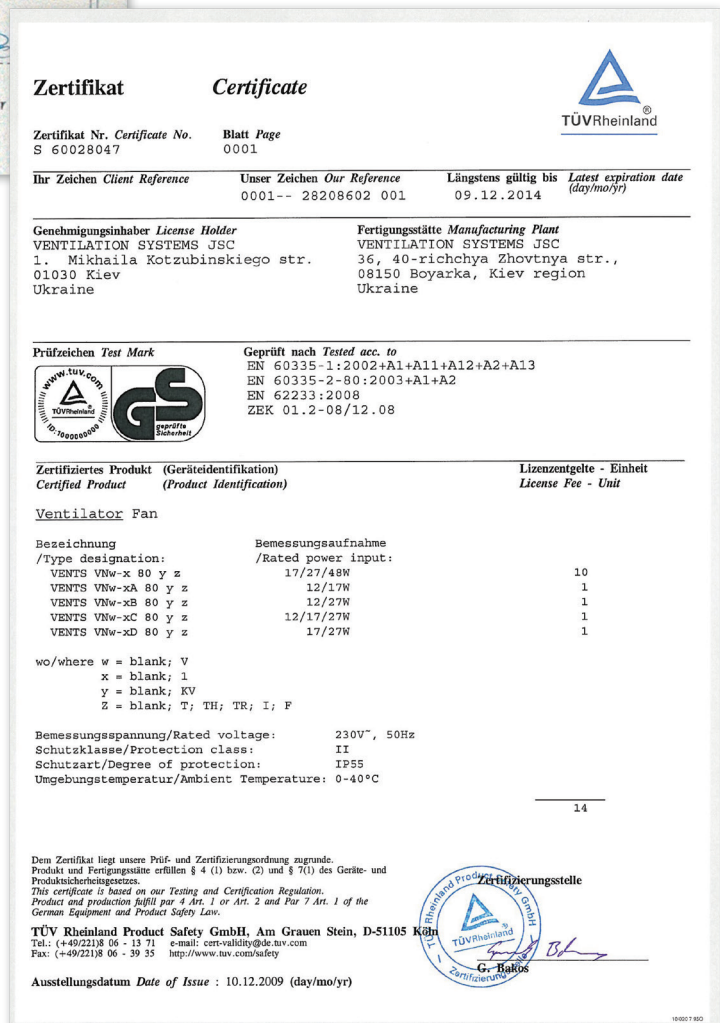 Zertifikat Certificate
TÜVRheinland ®
Zertifikat Nr. Certificate No. Blatt Page
S 60028047 0001
Ihr Zeichen Client Reference Unser Zeichen Our Reference Längstens gültig bis Latest expiration date
(day/mo/yr)
0001-- 28208602 001 09.12.2014
Genehmigungsinhaber License Holder Fertigungsstätte Manufacturing Plant
VENTILATION SYSTEMS JSC VENTILATION SYSTEMS JSC
1. Mikhaila Kotzubinskiego str. 36, 40-richchya Zhovtnya str.,
01030 Kiev 08150 Boyarka, Kiev region
Ukraine Ukraine
Prüfzeichen Test Mark Geprüft nach Tested acc. to
EN 60335-1:2002+A1+A11+A12+A2+A13
EN 60335-2-80:2003+A1+A2
EN 62233:2008
ZEK 01.2-08/12.08
www.tuv.com
TÜVRheinland
ID:1000000000
GS
geprüfte
Sicherheit
Zertifiziertes Produkt (Geräteidentifikation) Lizenzentgelte - Einheit
Certified Product (Product Identification) License Fee - Unit
Ventilator Fan
Bezeichnung Bemessungsaufnahme
/Type designation: /Rated power input:
VENTS VNw-x 80 y z 17/27/48W 10
VENTS VNw-xA 80 y z 12/17W 1
VENTS VNw-xB 80 y z 12/27W 1
VENTS VNw-xC 80 y z 12/17/27W 1
VENTS VNw-xD 80 y z 17/27W 1
wo/where w = blank; V
x = blank; 1
y = blank; KV
Z = blank; T; TH; TR; I; F
Bemessungsspannung/Rated voltage: 230V~, 50Hz
Schutzklasse/Protection class: II
Schutzart/Degree of protection: IP55
Umgebungstemperatur/Ambient Temperature: 0-40°C
14
Dem Zertifikat liegt unsere Prüf- und Zertifizierungsordnung zugrunde.
Produkt und Fertigungsstätte erfüllen § 4 (1) bzw. (2) und § 7(1) des Geräte- und
Produktsicherheitsgesetzes.
This certificate is based on our Testing and Certification Regulation.
Product and production fulfill par 4 Art. 1 or Art. 2 and Par 7 Art. 1 of the
German Equipment and Product Safety Law.
Zertifizierungsstelle
TÜV Rheinland Product Safety GmbH
TÜVRheinland
Zertifizierungsstelle
TÜV Rheinland Product Safety GmbH, Am Grauen Stein, D-51105 Köln
Tel.: (+49/221)8 06 - 13 71 e-mail: cert-validity@de.tuv.com
Fax: (+49/221)8 06 - 39 35 http://www.tuv.com/safety
G. Bakos
Ausstellungsdatum Date of Issue : 10.12.2009 (day/mo/yr)